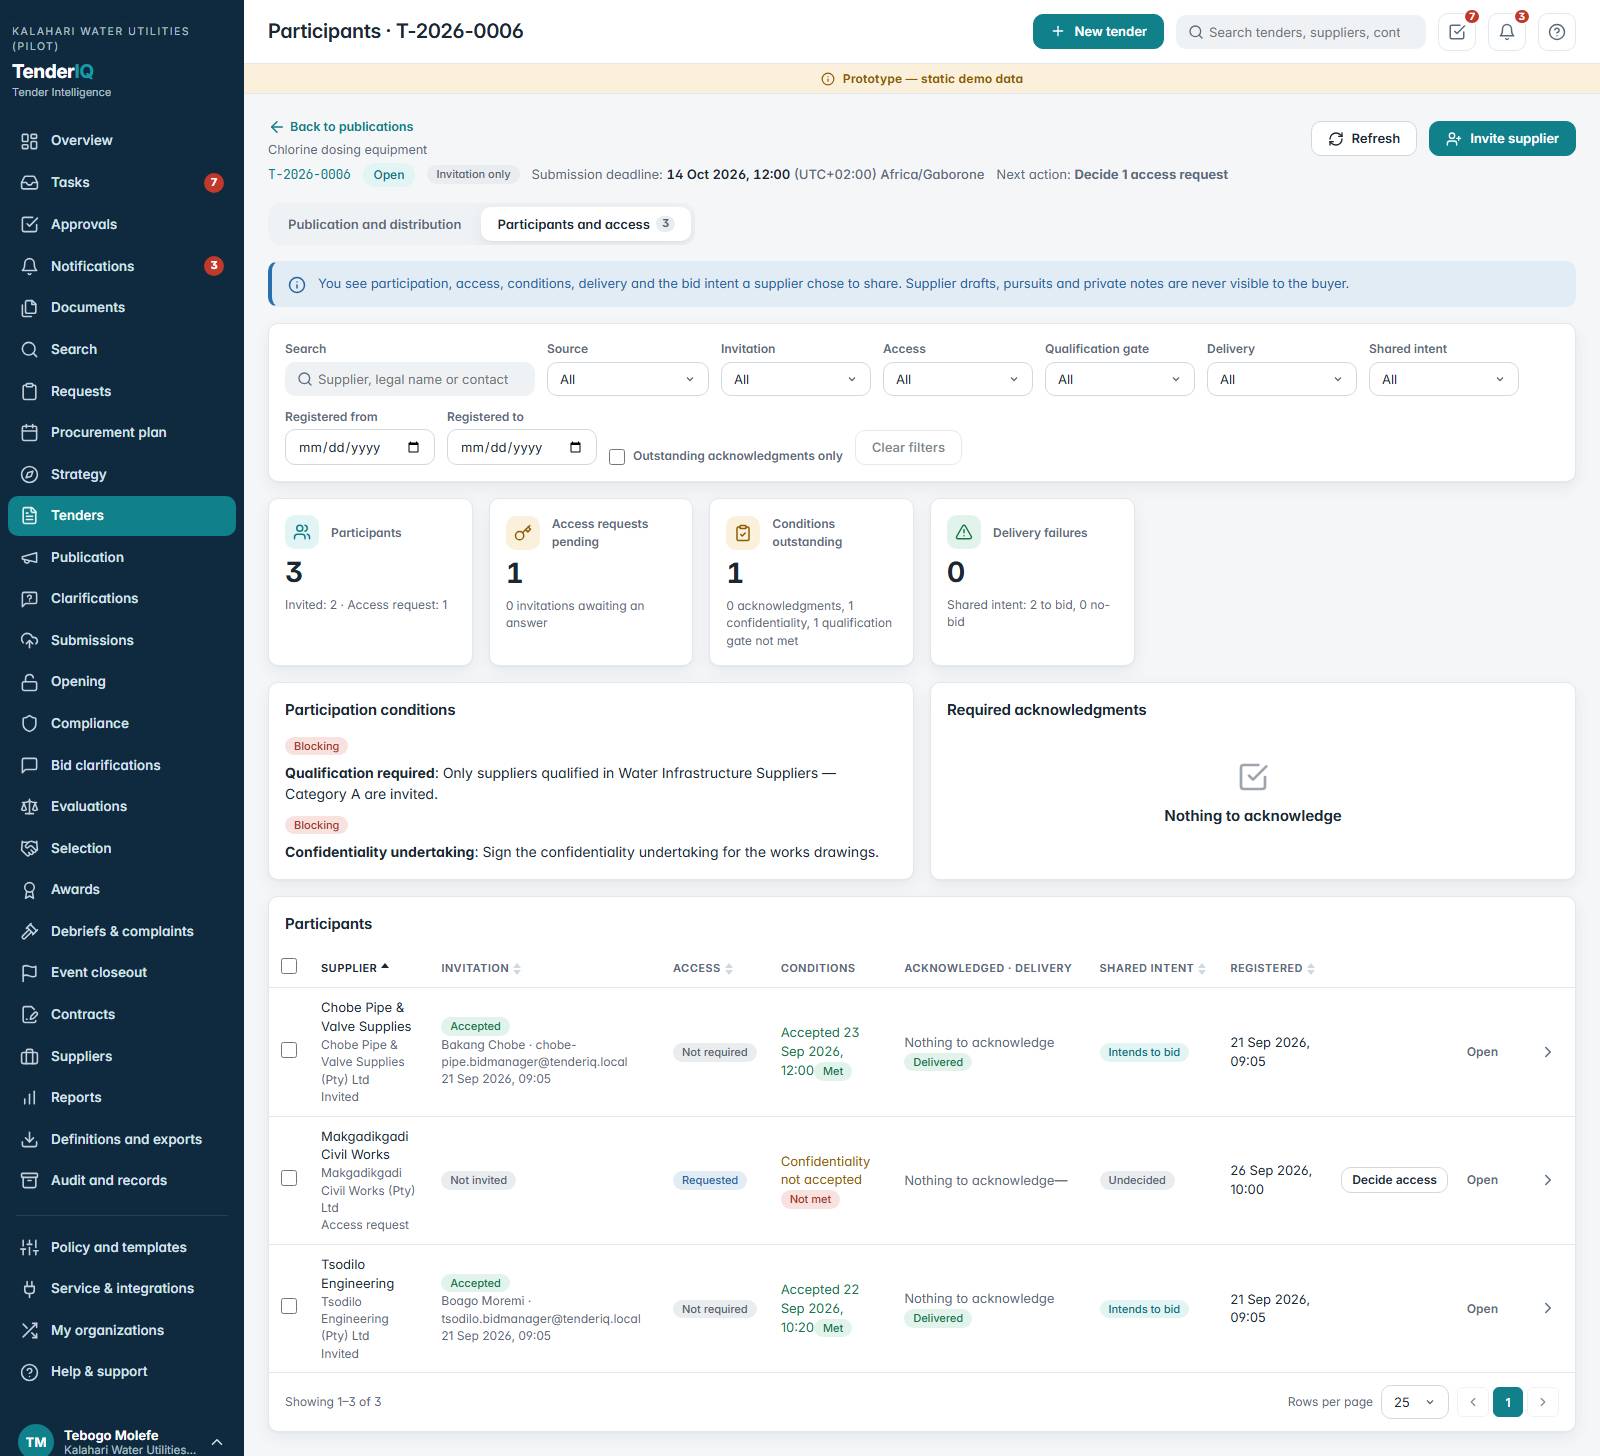 KALAHARI WATER UTILITIES
(PILOT)
TenderIQ
Tender Intelligence
Overview
Tasks 7
Approvals
Notifications 3
Documents
Search
Requests
Procurement plan
Strategy
Tenders
Publication
Clarifications
Submissions
Opening
Compliance
Bid clarifications
Evaluations
Selection
Awards
Debriefs & complaints
Event closeout
Contracts
Suppliers
Reports
Definitions and exports
Audit and records
Policy and templates
Service & integrations
My organizations
Help & support
TM Tebogo Molefe
Kalahari Water Utilities...
Participants · T-2026-0006
New tender
Search tenders, suppliers, cont
7
3
Prototype — static demo data
Back to publications
Chlorine dosing equipment
T-2026-0006 Open Invitation only Submission deadline: 14 Oct 2026, 12:00 (UTC+02:00) Africa/Gaborone Next action: Decide 1 access request
Refresh
Invite supplier
Publication and distribution
Participants and access 3
You see participation, access, conditions, delivery and the bid intent a supplier chose to share. Supplier drafts, pursuits and private notes are never visible to the buyer.
Search Source Invitation Access Qualification gate Delivery Shared intent
Supplier, legal name or contact All All All All All All
Registered from Registered to
mm/dd/yyyy mm/dd/yyyy Outstanding acknowledgments only Clear filters
Participants
3
Invited: 2 · Access request: 1
Access requests
pending
1
0 invitations awaiting an
answer
Conditions
outstanding
1
0 acknowledgments, 1
confidentiality, 1 qualification
gate not met
Delivery failures
0
Shared intent: 2 to bid, 0 no-
bid
Participation conditions
Blocking
Qualification required: Only suppliers qualified in Water Infrastructure Suppliers —
Category A are invited.
Blocking
Confidentiality undertaking: Sign the confidentiality undertaking for the works drawings.
Required acknowledgments
Nothing to acknowledge
Participants
SUPPLIER INVITATION ACCESS CONDITIONS ACKNOWLEDGED · DELIVERY SHARED INTENT REGISTERED
Chobe Pipe &
Valve Supplies
Chobe Pipe &
Valve Supplies
(Pty) Ltd
Invited
Accepted
Bakang Chobe · chobe-
pipe.bidmanager@tenderiq.local
21 Sep 2026, 09:05
Not required
Accepted 23
Sep 2026,
12:00 Met
Nothing to acknowledge
Delivered
Intends to bid
21 Sep 2026,
09:05
Open
Makgadikgadi
Civil Works
Makgadikgadi
Civil Works (Pty)
Ltd
Access request
Not invited
Requested
Confidentiality
not accepted
Not met
Nothing to acknowledge—
Undecided
26 Sep 2026,
10:00
Decide access
Open
Tsodilo
Engineering
Tsodilo
Engineering
(Pty) Ltd
Invited
Accepted
Boago Moremi ·
tsodilo.bidmanager@tenderiq.local
21 Sep 2026, 09:05
Not required
Accepted 22
Sep 2026,
10:20 Met
Nothing to acknowledge
Delivered
Intends to bid
21 Sep 2026,
09:05
Open
Showing 1–3 of 3
Rows per page 25 1